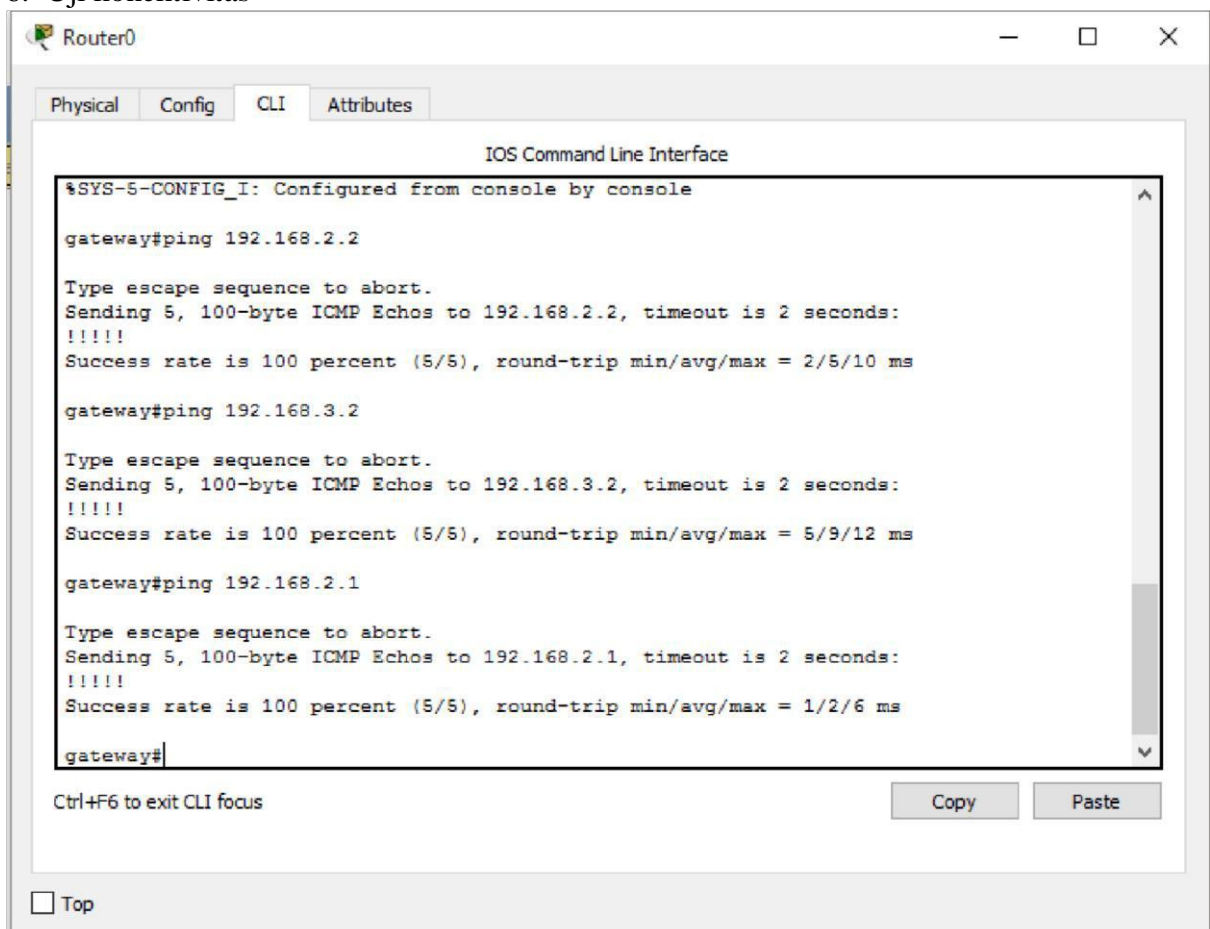 Router0
Physical Config CLI Attributes
IOS Command Line Interface
%SYS-5-CONFIG_I: Configured from console by console
gateway#ping 192.168.2.2
Type escape sequence to abort.
Sending 5, 100-byte ICMP Echos to 192.168.2.2, timeout is 2 seconds:
!!!!!
Success rate is 100 percent (5/5), round-trip min/avg/max = 2/5/10 ms
gateway#ping 192.168.3.2
Type escape sequence to abort.
Sending 5, 100-byte ICMP Echos to 192.168.3.2, timeout is 2 seconds:
!!!!!
Success rate is 100 percent (5/5), round-trip min/avg/max = 5/9/12 ms
gateway#ping 192.168.2.1
Type escape sequence to abort.
Sending 5, 100-byte ICMP Echos to 192.168.2.1, timeout is 2 seconds:
!!!!!
Success rate is 100 percent (5/5), round-trip min/avg/max = 1/2/6 ms
gateway#
Ctrl+F6 to exit CLI focus
Copy Paste
Top